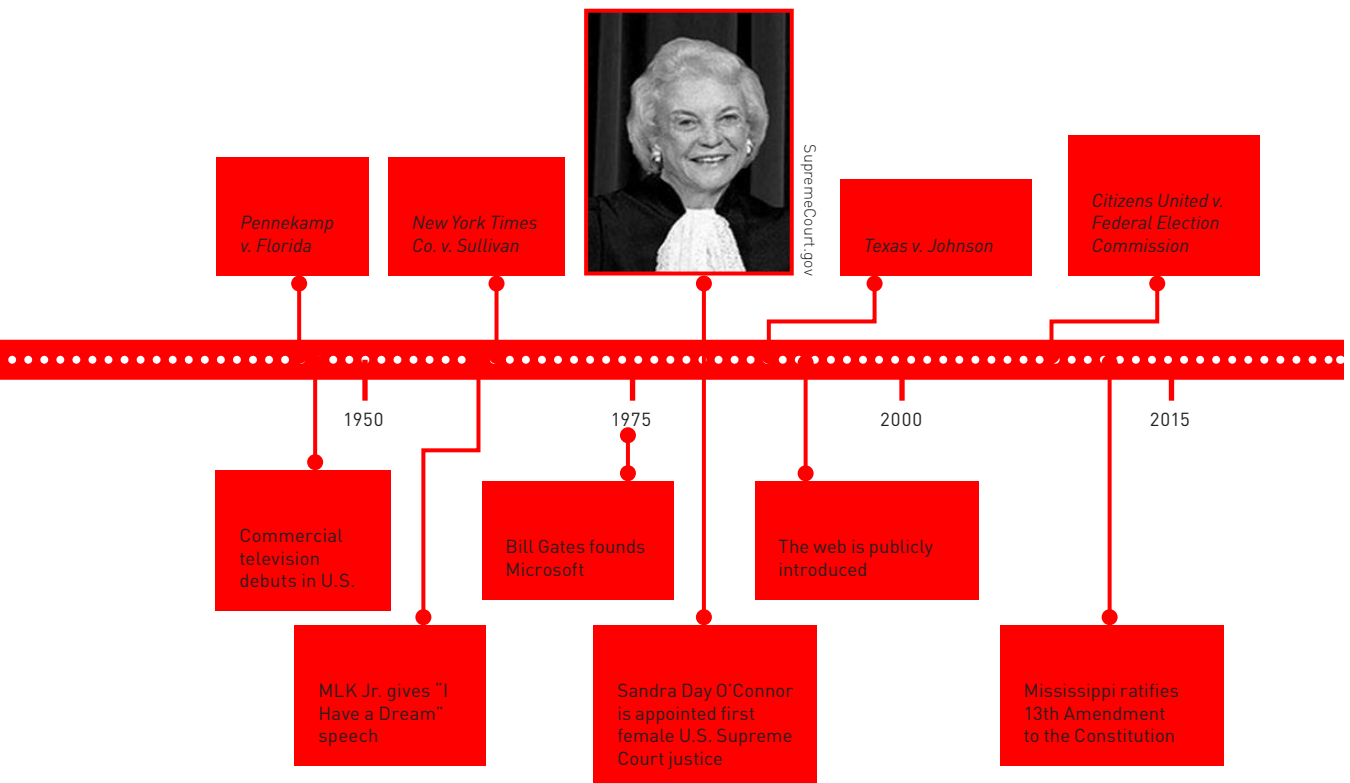 SupremeCourt.gov
Pennekamp
v. Florida
New York Times
Co. v. Sullivan
Texas v. Johnson
Citizens United v.
Federal Election
Commission
1950
1975
2000
2015
Commercial
television
debuts in U.S.
MLK Jr. gives “I
Have a Dream”
speech
Bill Gates founds
Microsoft
Sandra Day O’Connor
is appointed first
female U.S. Supreme
Court justice
The web is publicly
introduced
Mississippi ratifies
13th Amendment
to the Constitution